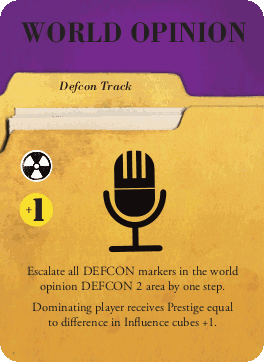 WORLD OPINION
Defcon Track
+1
Escalate all DEFCON markers in the world
opinion DEFCON 2 area by one step.
Dominating player receives Prestige equal
to difference in Influence cubes +1.